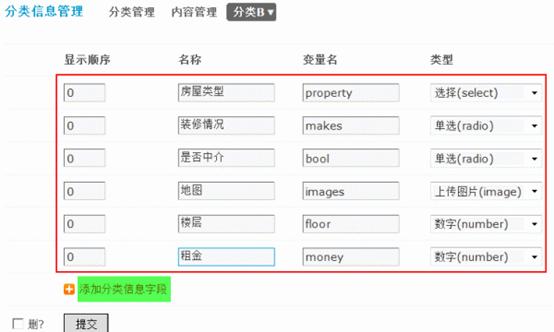 分类信息管理 分类管理 内容管理 分类B
显示顺序 名称 变量名 类型
0 房屋类型 property 选择(select)
0 装修情况 makes 单选(radio)
0 是否中介 bool 单选(radio)
0 地图 images 上传图片(image)
0 楼层 floor 数字(number)
0 租金 money 数字(number)
添加分类信息字段
删? 提交